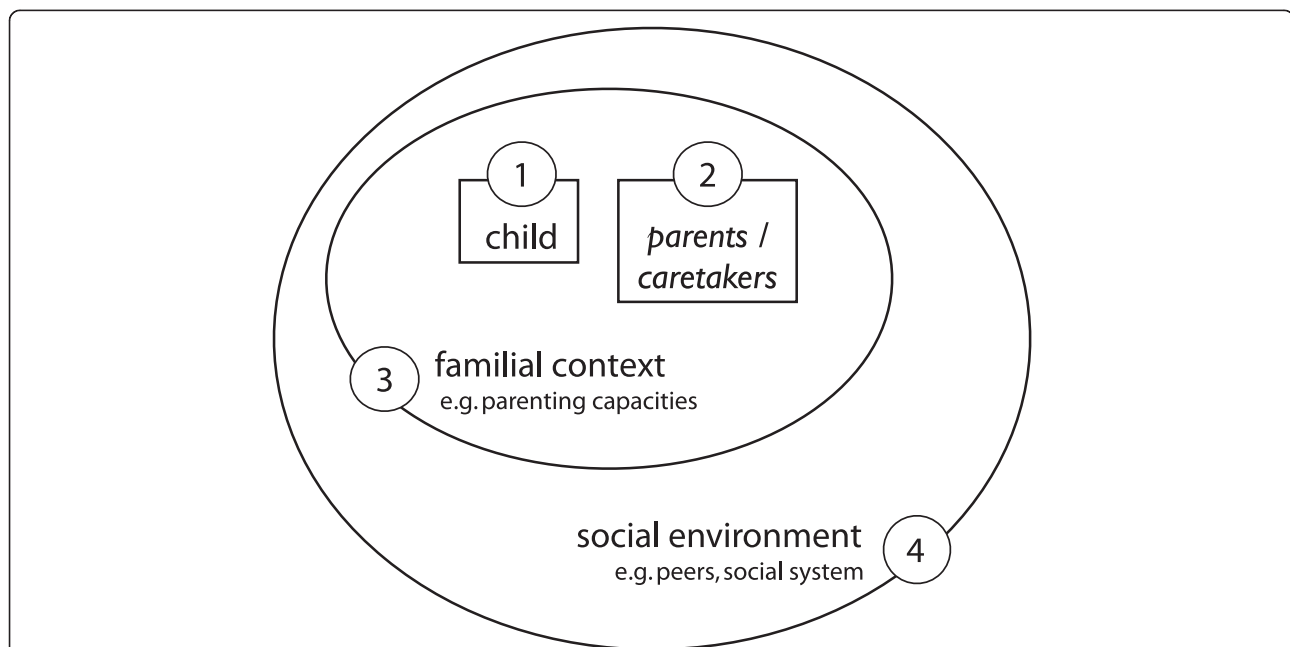 1
child
2
parents /
caretakers
3
familial context
e.g. parenting capacities
social environment
e.g. peers, social system
4